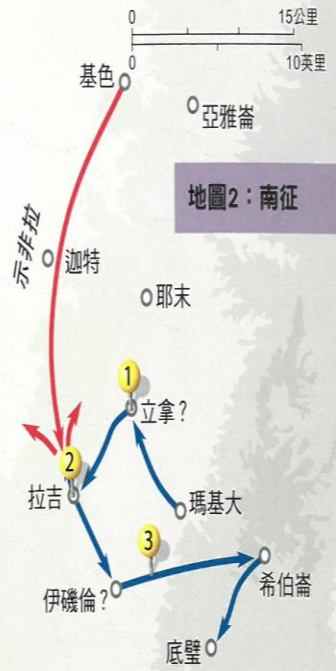 0 15公里
0 10英里
基色
亞雅崙
地圖2：南征
示非拉
迦特
耶末
1
立拿？
2
拉吉
瑪基大
3
伊磯倫？
希伯崙
底璧